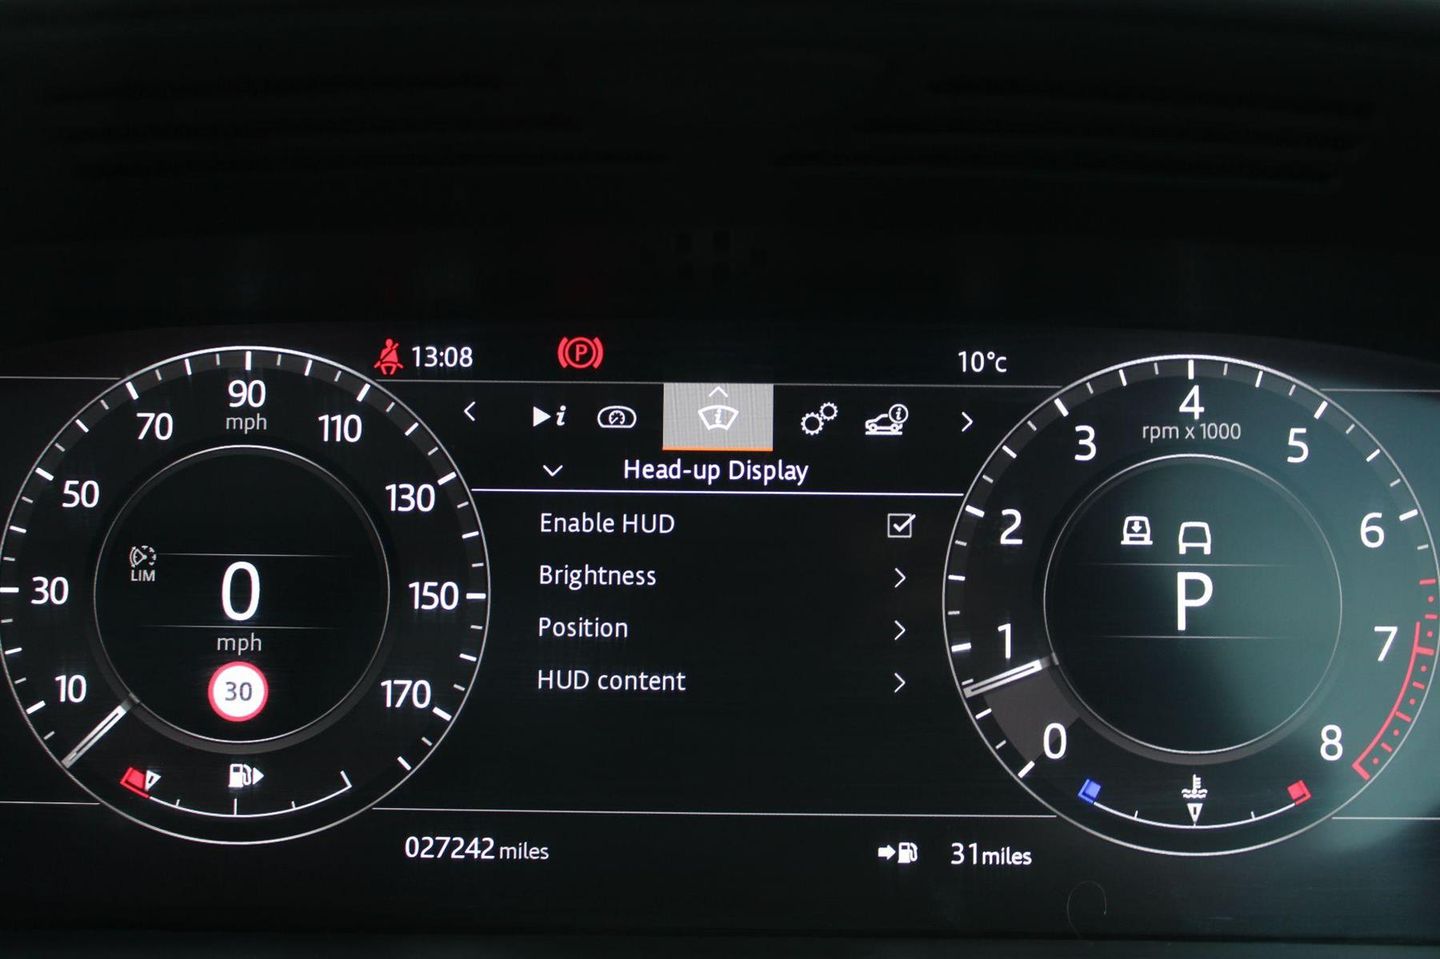 13:08
P
10°c
i
i
i
Head-up Display
Enable HUD
Brightness
Position
HUD content
10
30
50
70
90
mph
110
130
150
170
LIM
0
mph
30
0
1
2
3
4
rpm x 1000
5
6
7
8
P
027242 miles
31 miles